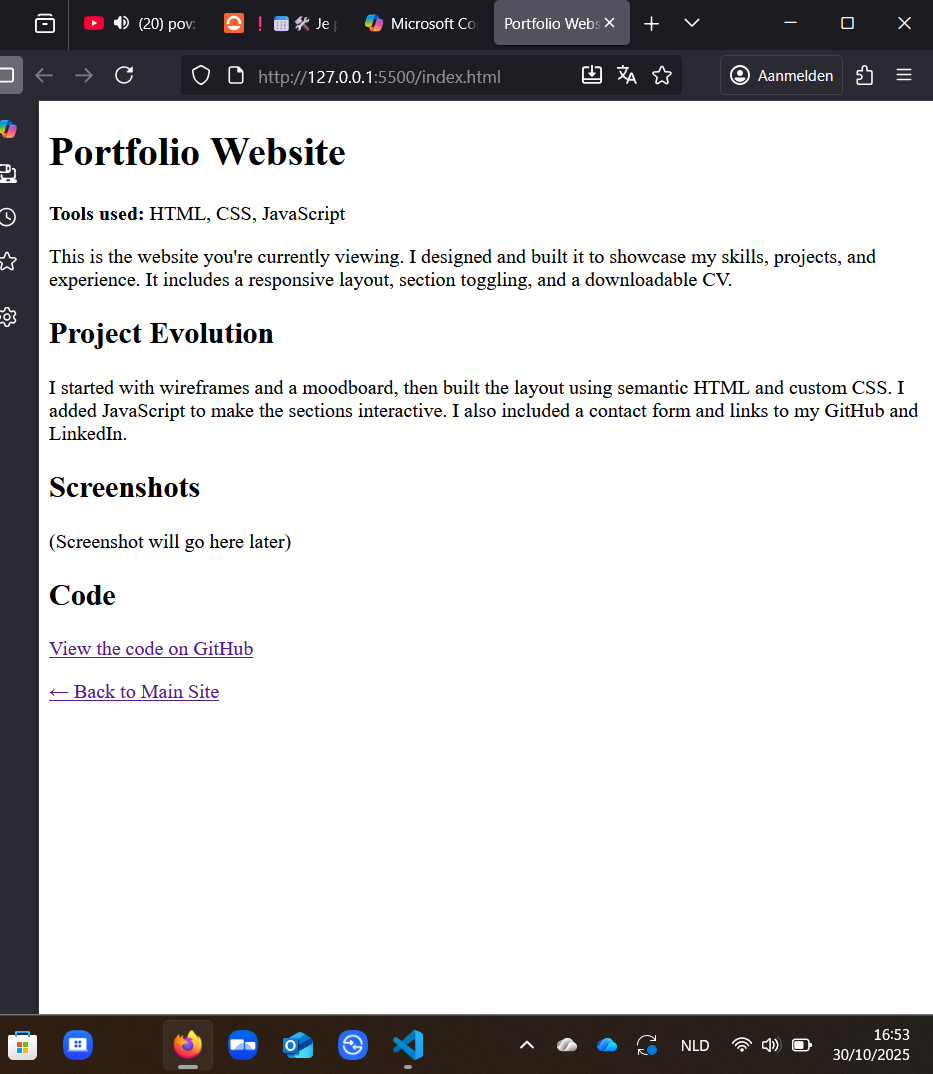 (20) pov:
Je p
Microsoft Co
Portfolio Webs
http://127.0.0.1:5500/index.html
Aanmelden
Portfolio Website
Tools used: HTML, CSS, JavaScript
This is the website you're currently viewing. I designed and built it to showcase my skills, projects, and
experience. It includes a responsive layout, section toggling, and a downloadable CV.
Project Evolution
I started with wireframes and a moodboard, then built the layout using semantic HTML and custom CSS. I
added JavaScript to make the sections interactive. I also included a contact form and links to my GitHub and
LinkedIn.
Screenshots
(Screenshot will go here later)
Code
View the code on GitHub
← Back to Main Site
NLD
16:53
30/10/2025